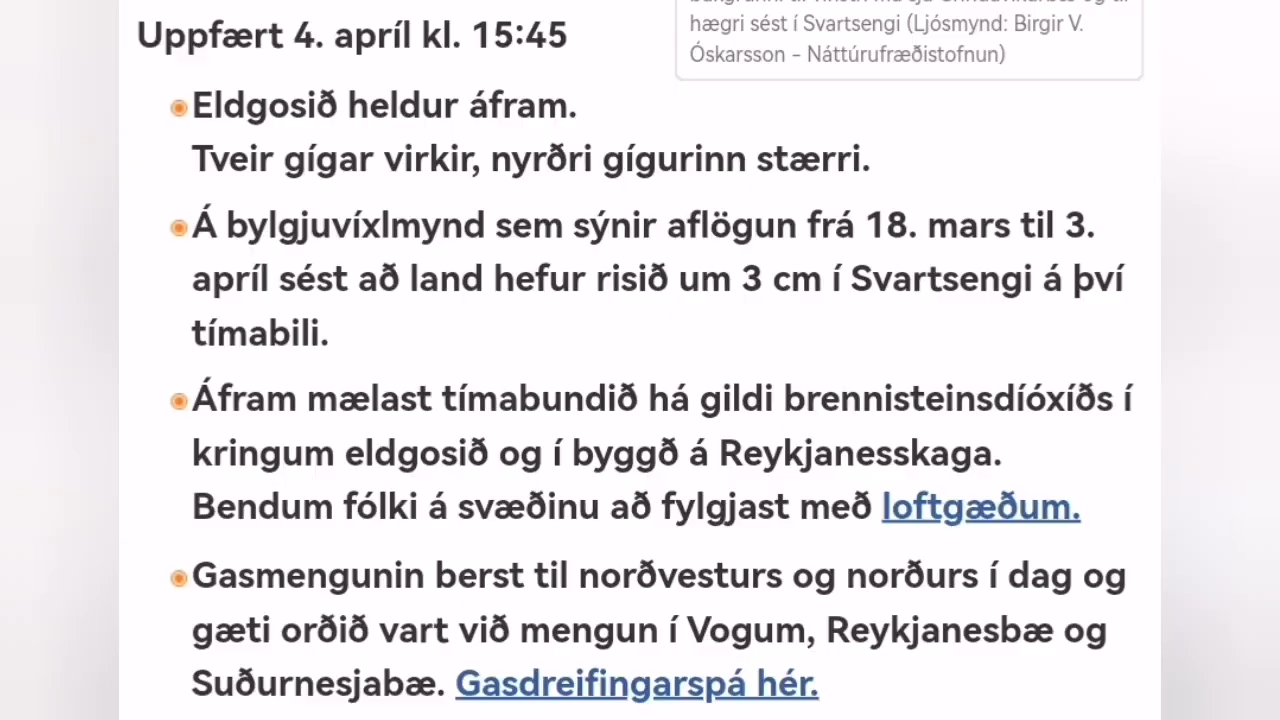 Uppfært 4. apríl kl. 15:45
hægri sést í Svartsengi (Ljósmynd: Birgir V.
Óskarsson - Náttúrufræðistofnun)
Eldgosið heldur áfram.
Tveir gígar virkir, nyrðri gígurinn stærri.
Á bylgjuvíxlmynd sem sýnir aflögun frá 18. mars til 3.
apríl sést að land hefur risið um 3 cm í Svartsengi á því
tímabili.
Áfram mælast tímabundið há gildi brennisteinsdíóxíðs í
kringum eldgosið og í byggð á Reykjanesskaga.
Bendum fólki á svæðinu að fylgjast með loftgæðum.
Gasmengunin berst til norðvesturs og norðurs í dag og
gæti orðið vart við mengun í Vogum, Reykjanesbæ og
Suðurnesjabæ. Gasdreifingarspá hér.